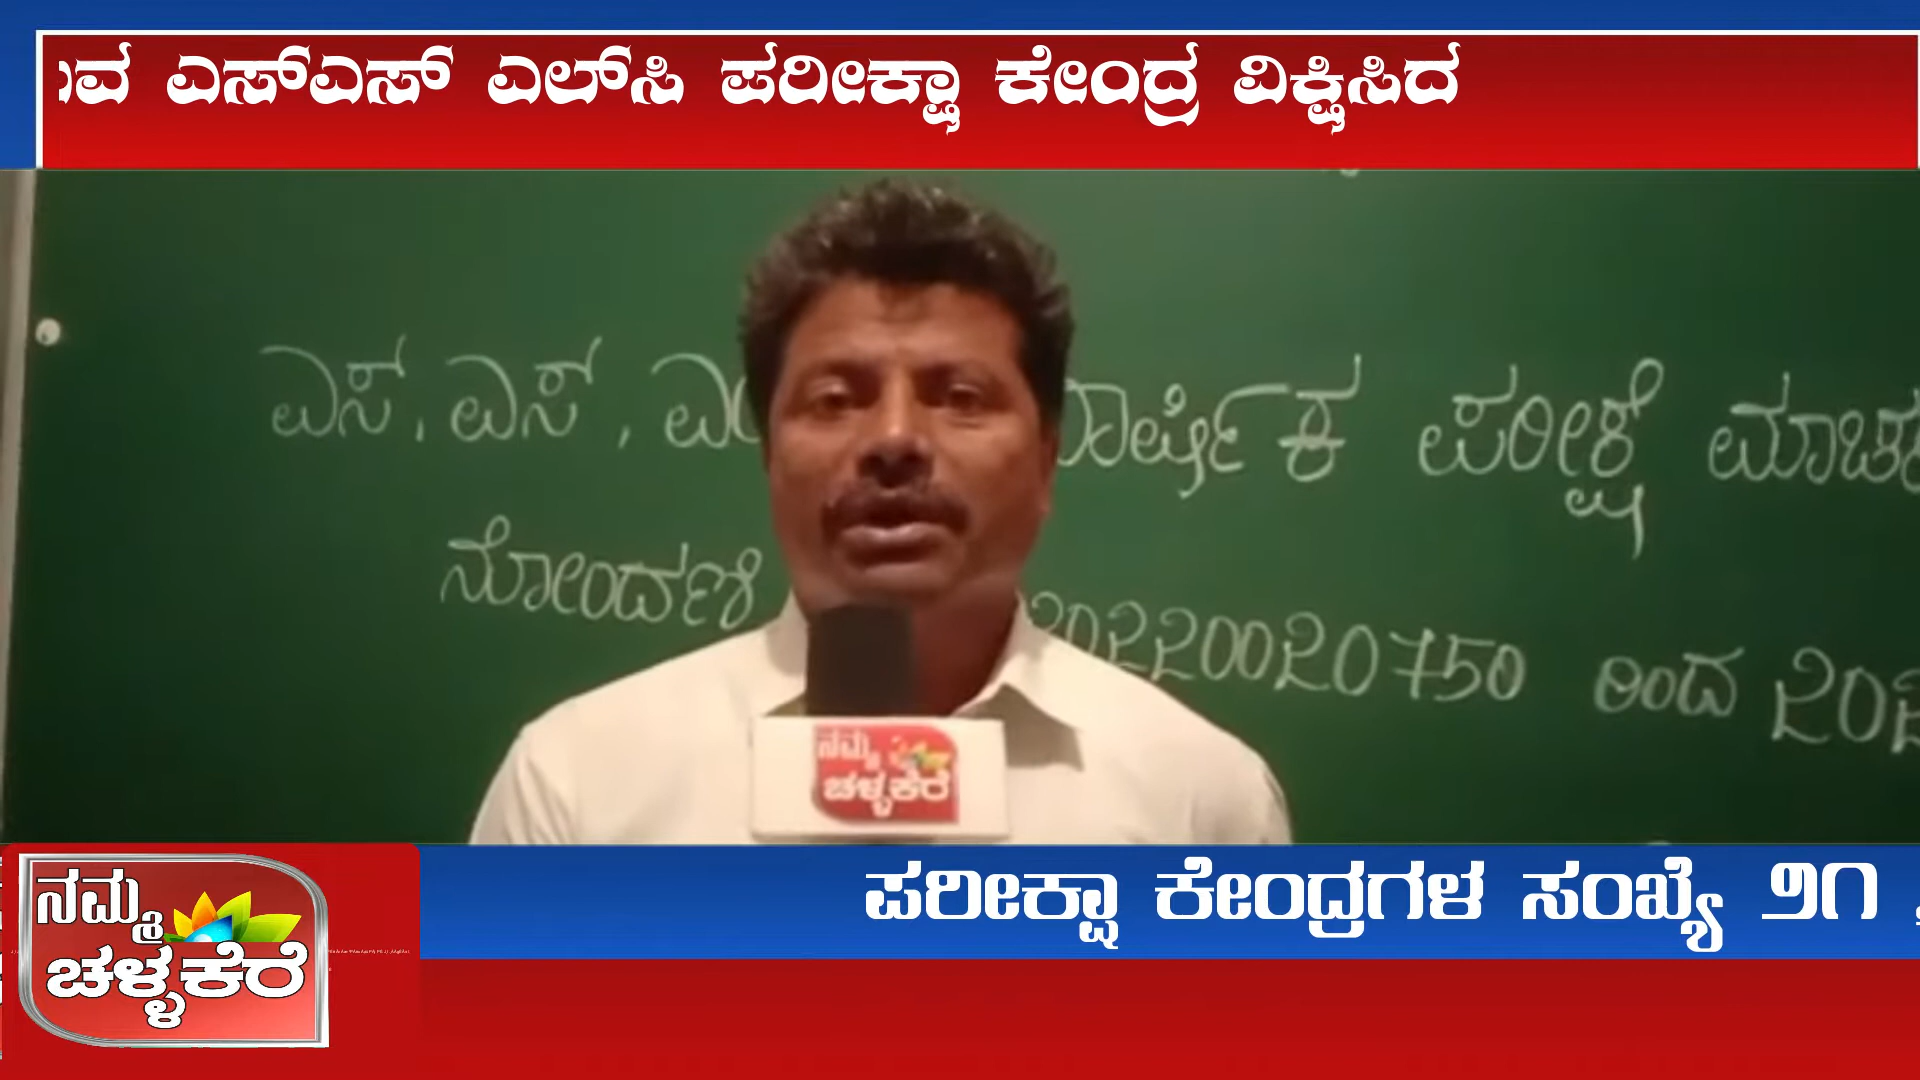 ಎಸ್ಎಸ್ ಎಲ್‌ಸಿ ಪರೀಕ್ಷಾ ಕೇಂದ್ರ ವಿಕ್ಷಿಸಿದ
ಎಸ್. ಎಸ್. ವಾರ್ಷಿಕ ಪರೀಕ್ಷೆ
ನೋಂದಣಿ ರಿಂದ
ನಮ್ಮ
ಚಳ್ಳಕೆರೆ
ಪರೀಕ್ಷಾ ಕೇಂದ್ರಗಳ ಸಂಖ್ಯೆ ೨೧ ,
ನಮ್ಮ
ಚಳ್ಳಕೆರೆ